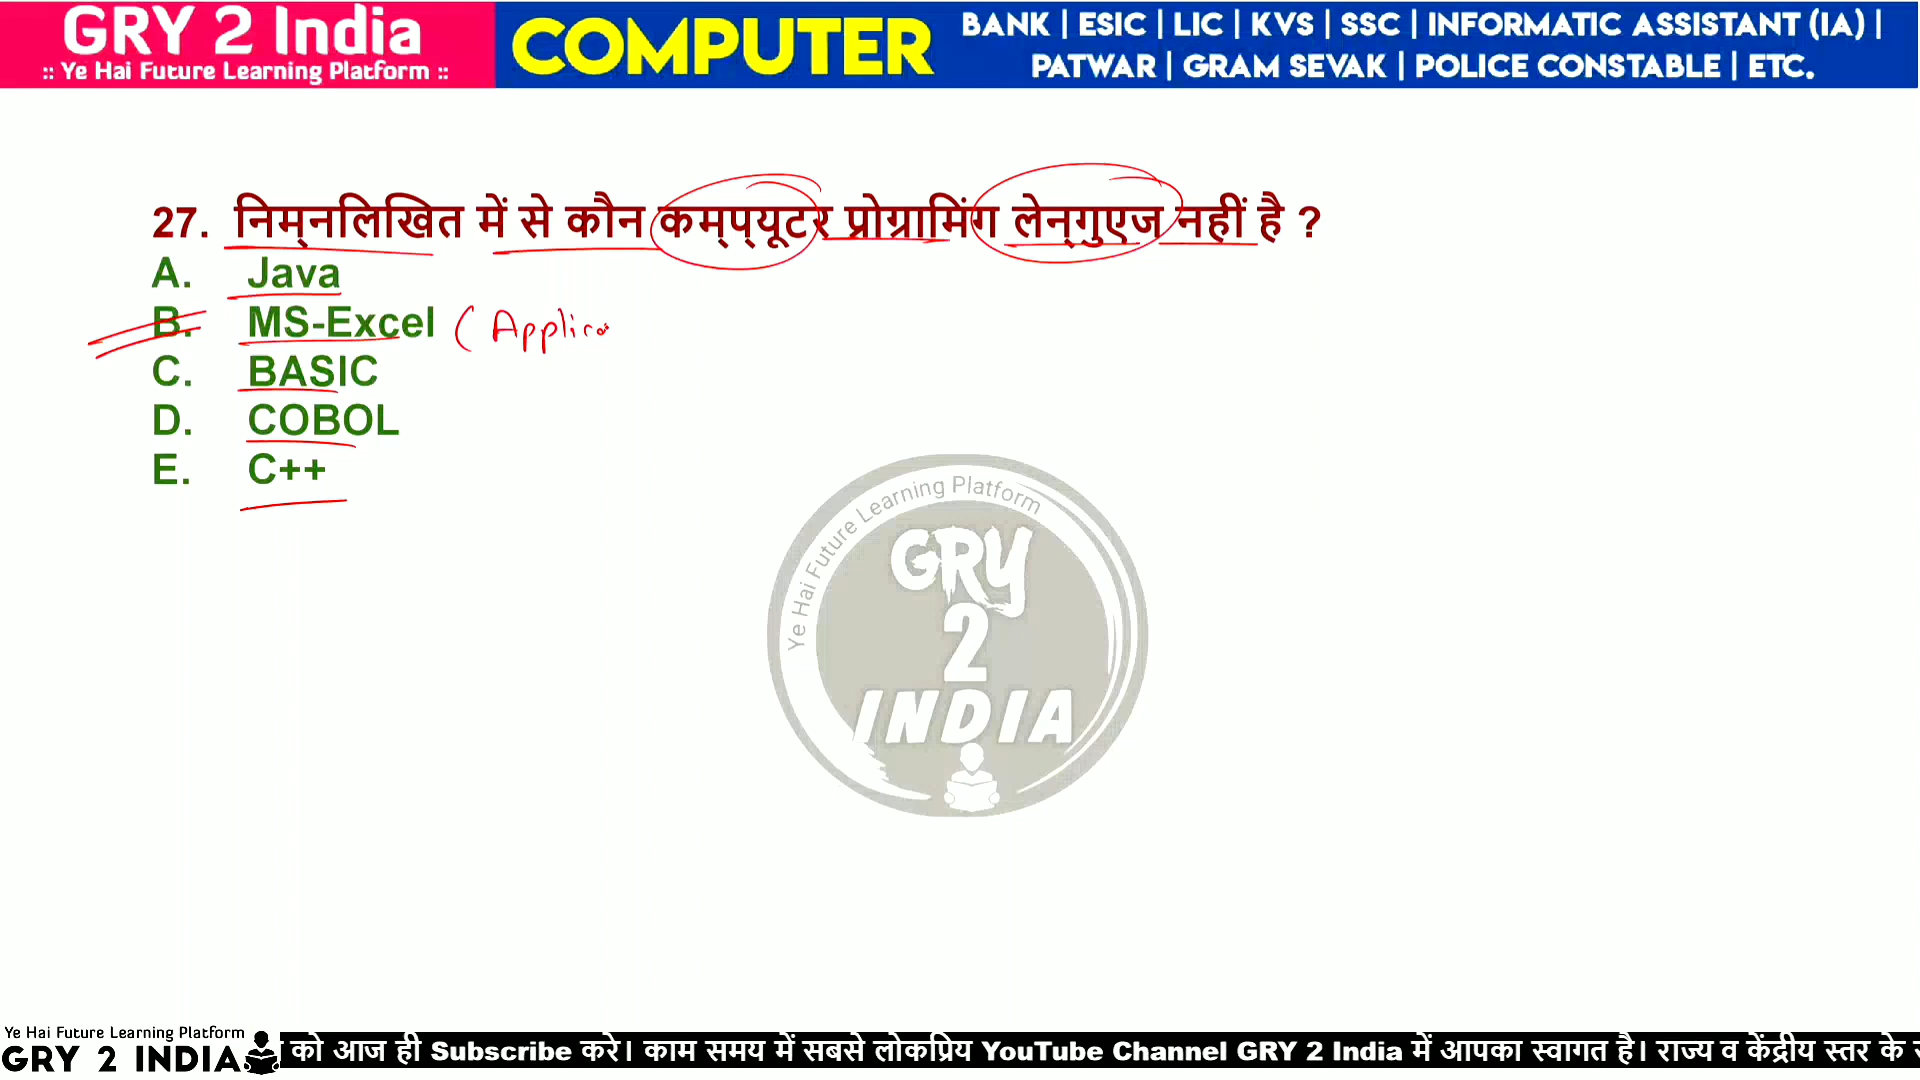 GRY 2 India
:: Ye Hai Future Learning Platform ::
COMPUTER
BANK | ESIC | LIC | KVS | SSC | INFORMATIC ASSISTANT (IA) |
PATWAR | GRAM SEVAK | POLICE CONSTABLE | ETC.
27. निम्नलिखित में से कौन कम्प्यूटर प्रोग्रामिंग लेन्गुएज नहीं है ?
A. Java
B. MS-Excel ( Applica
C. BASIC
D. COBOL
E. C++
Ye Hai Future Learning Platform
GRY
2
INDIA
Ye Hai Future Learning Platform
GRY 2 INDIA
को आज ही Subscribe करे। काम समय में सबसे लोकप्रिय YouTube Channel GRY 2 India में आपका स्वागत है। राज्य व केंद्रीय स्तर के